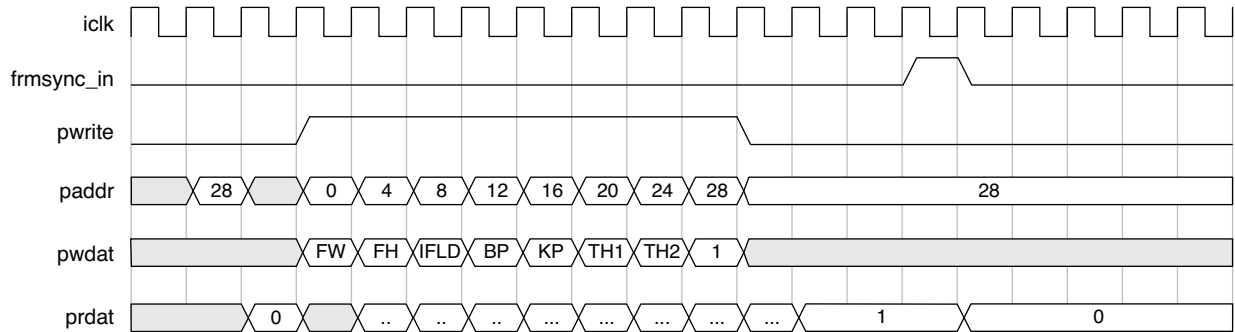 iclk
frmsync_in
pwrite
paddr 28 0 4 8 12 16 20 24 28 28
pwdat FW FH IFLD BP KP TH1 TH2 1
prdat 0 .. .. .. ... ... ... ... ... 1 0